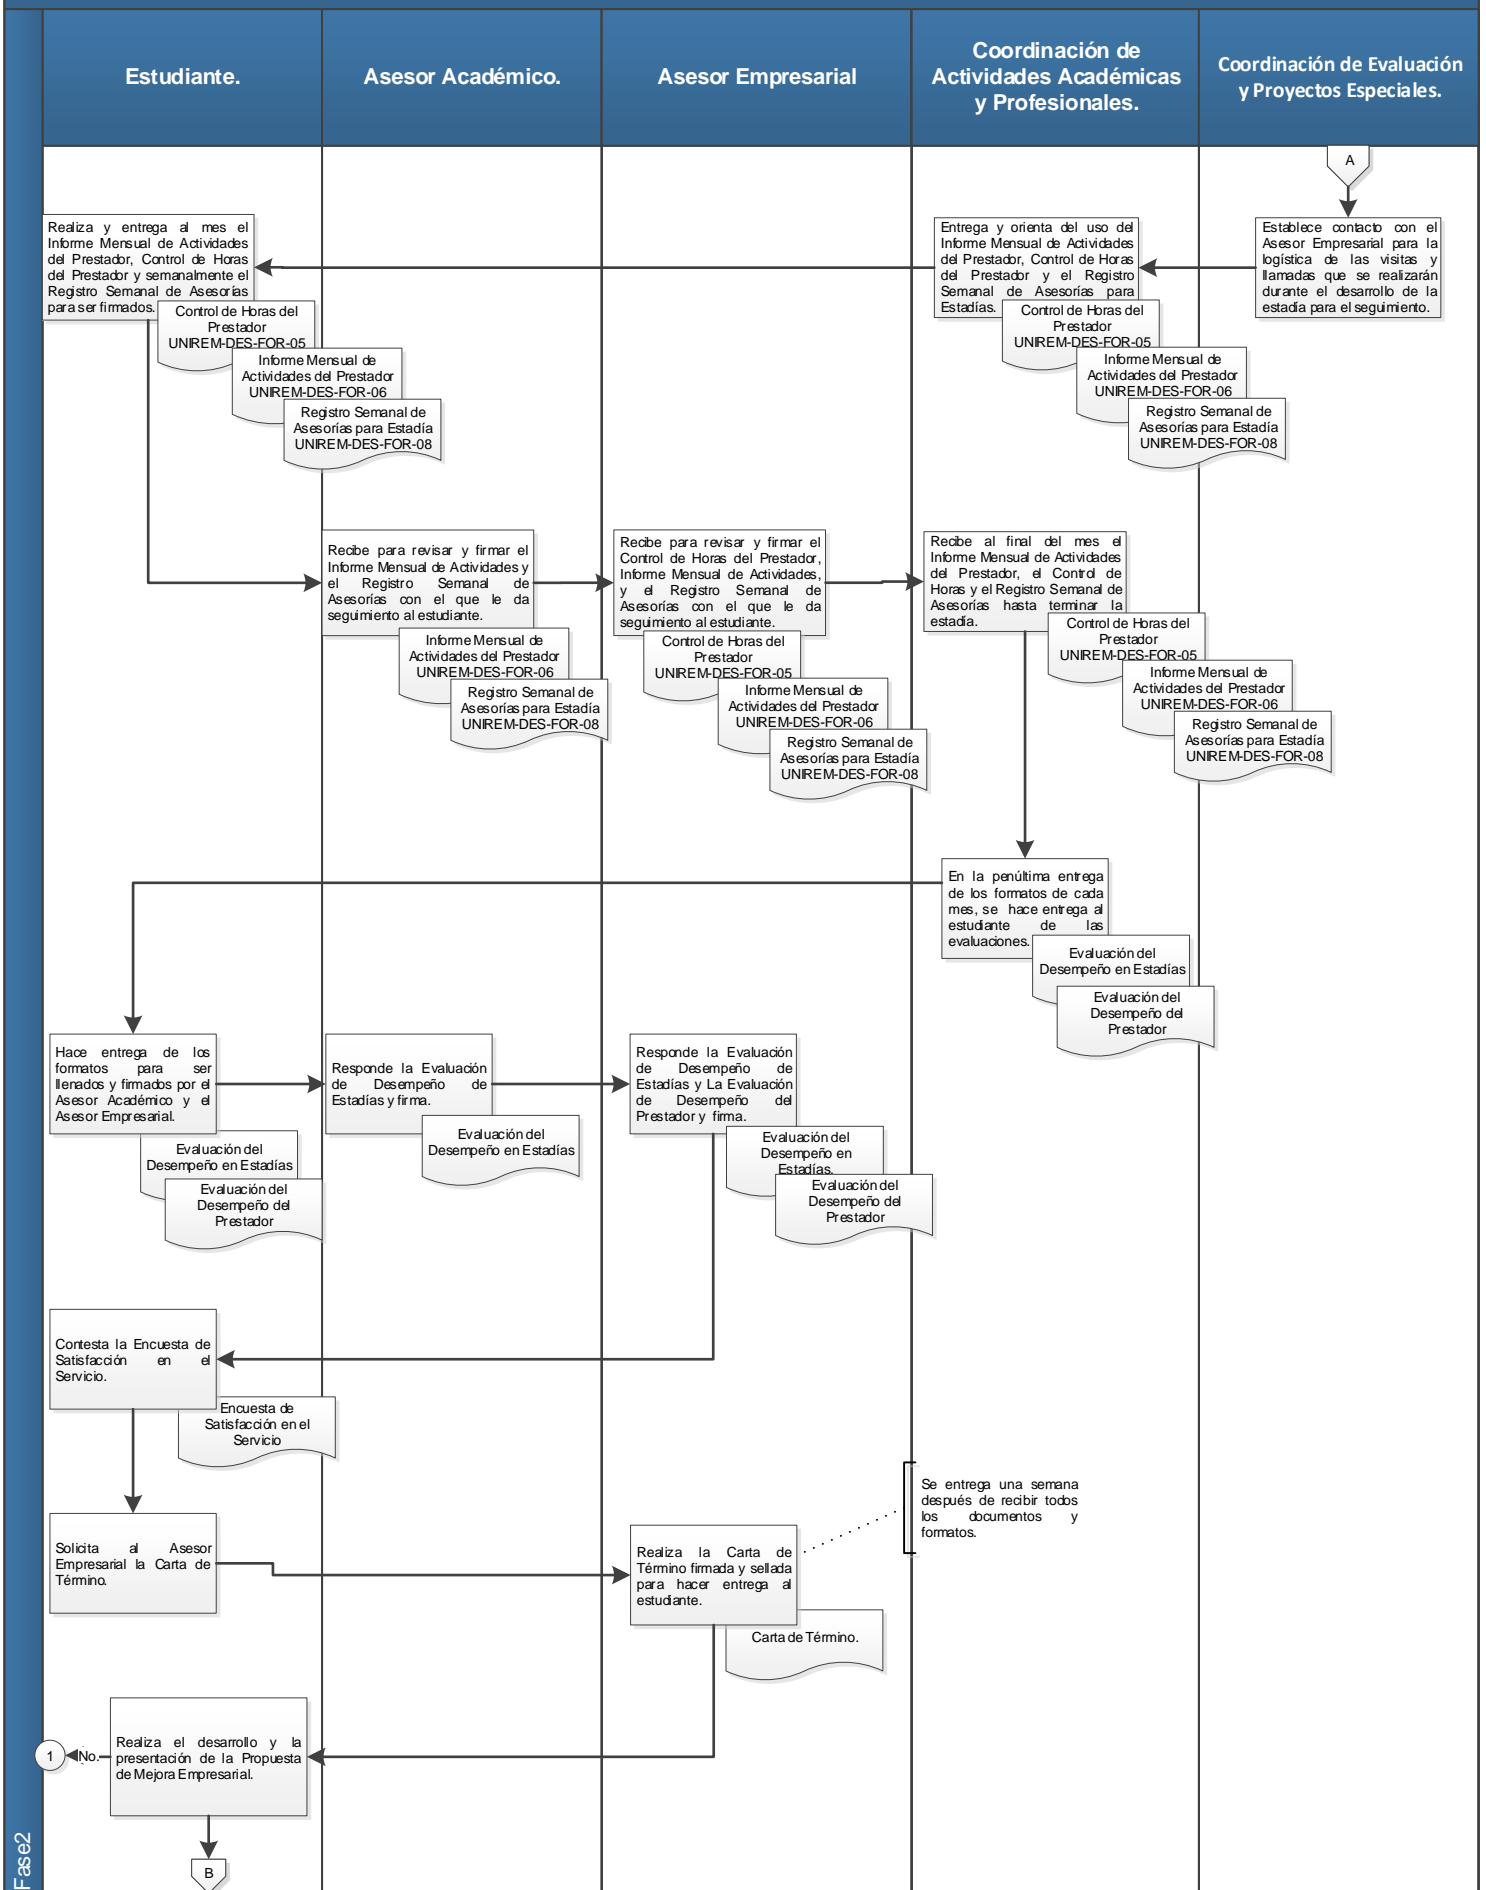 Estudiante.
Asesor Académico.
Asesor Empresarial
Coordinación de
Actividades Académicas
y Profesionales.
Coordinación de Evaluación
y Proyectos Especiales.
A
Realiza y entrega al mes el
Informe Mensual de Actividades
del Prestador, Control de Horas
del Prestador y semanalmente el
Registro Semanal de Asesorías
para ser firmados.
Control de Horas del
Prestador
UNIREM-DES-FOR-05
Informe Mensual de
Actividades del Prestador
UNIREM-DES-FOR-06
Registro Semanal de
Asesorías para Estadía
UNIREM-DES-FOR-08
Entrega y orienta del uso del
Informe Mensual de Actividades
del Prestador, Control de Horas
del Prestador y el Registro
Semanal de Asesorías para
Estadías.
Control de Horas del
Prestador
UNIREM-DES-FOR-05
Informe Mensual de
Actividades del Prestador
UNIREM-DES-FOR-06
Registro Semanal de
Asesorías para Estadía
UNIREM-DES-FOR-08
Establece contacto con el
Asesor Empresarial para la
logística de las visitas y
llamadas que se realizarán
durante el desarrollo de la
estadía para el seguimiento.
Recibe para revisar y firmar el
Informe Mensual de Actividades y
el Registro Semanal de
Asesorías con el que le da
seguimiento al estudiante.
Informe Mensual de
Actividades del Prestador
UNIREM-DES-FOR-06
Registro Semanal de
Asesorías para Estadía
UNIREM-DES-FOR-08
Recibe para revisar y firmar el
Control de Horas del Prestador,
Informe Mensual de Actividades,
y el Registro Semanal de
Asesorías con el que le da
seguimiento al estudiante.
Control de Horas del
Prestador
UNIREM-DES-FOR-05
Informe Mensual de
Actividades del Prestador
UNIREM-DES-FOR-06
Registro Semanal de
Asesorías para Estadía
UNIREM-DES-FOR-08
Recibe al final del mes el
Informe Mensual de Actividades
del Prestador, el Control de
Horas y el Registro Semanal de
Asesorías hasta terminar la
estadía.
Control de Horas del
Prestador
UNIREM-DES-FOR-05
Informe Mensual de
Actividades del Prestador
UNIREM-DES-FOR-06
Registro Semanal de
Asesorías para Estadía
UNIREM-DES-FOR-08
En la penúltima entrega
de los formatos de cada
mes, se hace entrega al
estudiante de las
evaluaciones.
Evaluación del
Desempeño en Estadías
Evaluación del
Desempeño del
Prestador
Hace entrega de los
formatos para ser
llenados y firmados por el
Asesor Académico y el
Asesor Empresarial.
Evaluación del
Desempeño en Estadías
Evaluación del
Desempeño del
Prestador
Responde la Evaluación
de Desempeño de
Estadías y firma.
Evaluación del
Desempeño en Estadías
Responde la Evaluación
de Desempeño de
Estadías y La Evaluación
de Desempeño del
Prestador y firma.
Evaluación del
Desempeño en
Estadías.
Evaluación del
Desempeño del
Prestador
Contesta la Encuesta de
Satisfacción en el
Servicio.
Encuesta de
Satisfacción en el
Servicio
Solicita al Asesor
Empresarial la Carta de
Término.
Realiza la Carta de
Término firmada y sellada
para hacer entrega al
estudiante.
Carta de Término.
Se entrega una semana
después de recibir todos
los documentos y
formatos.
1
No.
Realiza el desarrollo y la
presentación de la Propuesta
de Mejora Empresarial.
B
Fase2